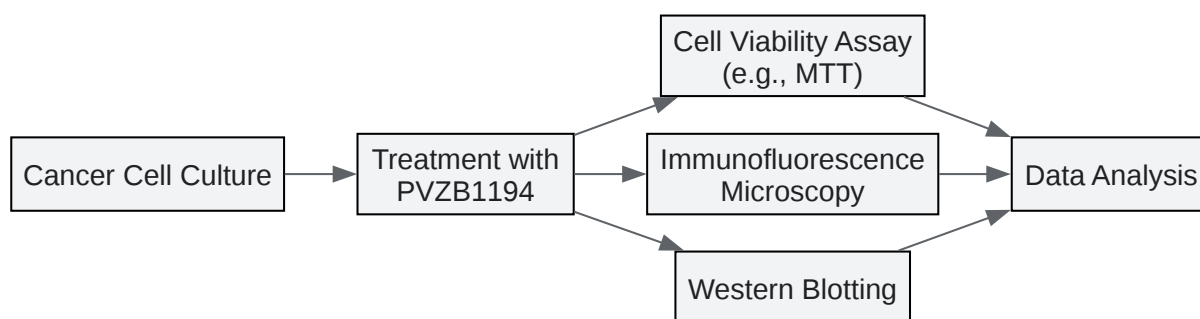 Cancer Cell Culture
Treatment with
PVZB1194
Cell Viability Assay
(e.g., MTT)
Immunofluorescence
Microscopy
Western Blotting
Data Analysis